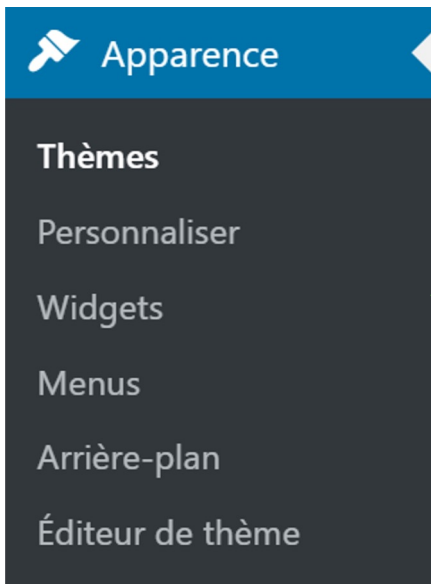 Apparence
Thèmes
Personnaliser
Widgets
Menus
Arrière-plan
Éditeur de thème